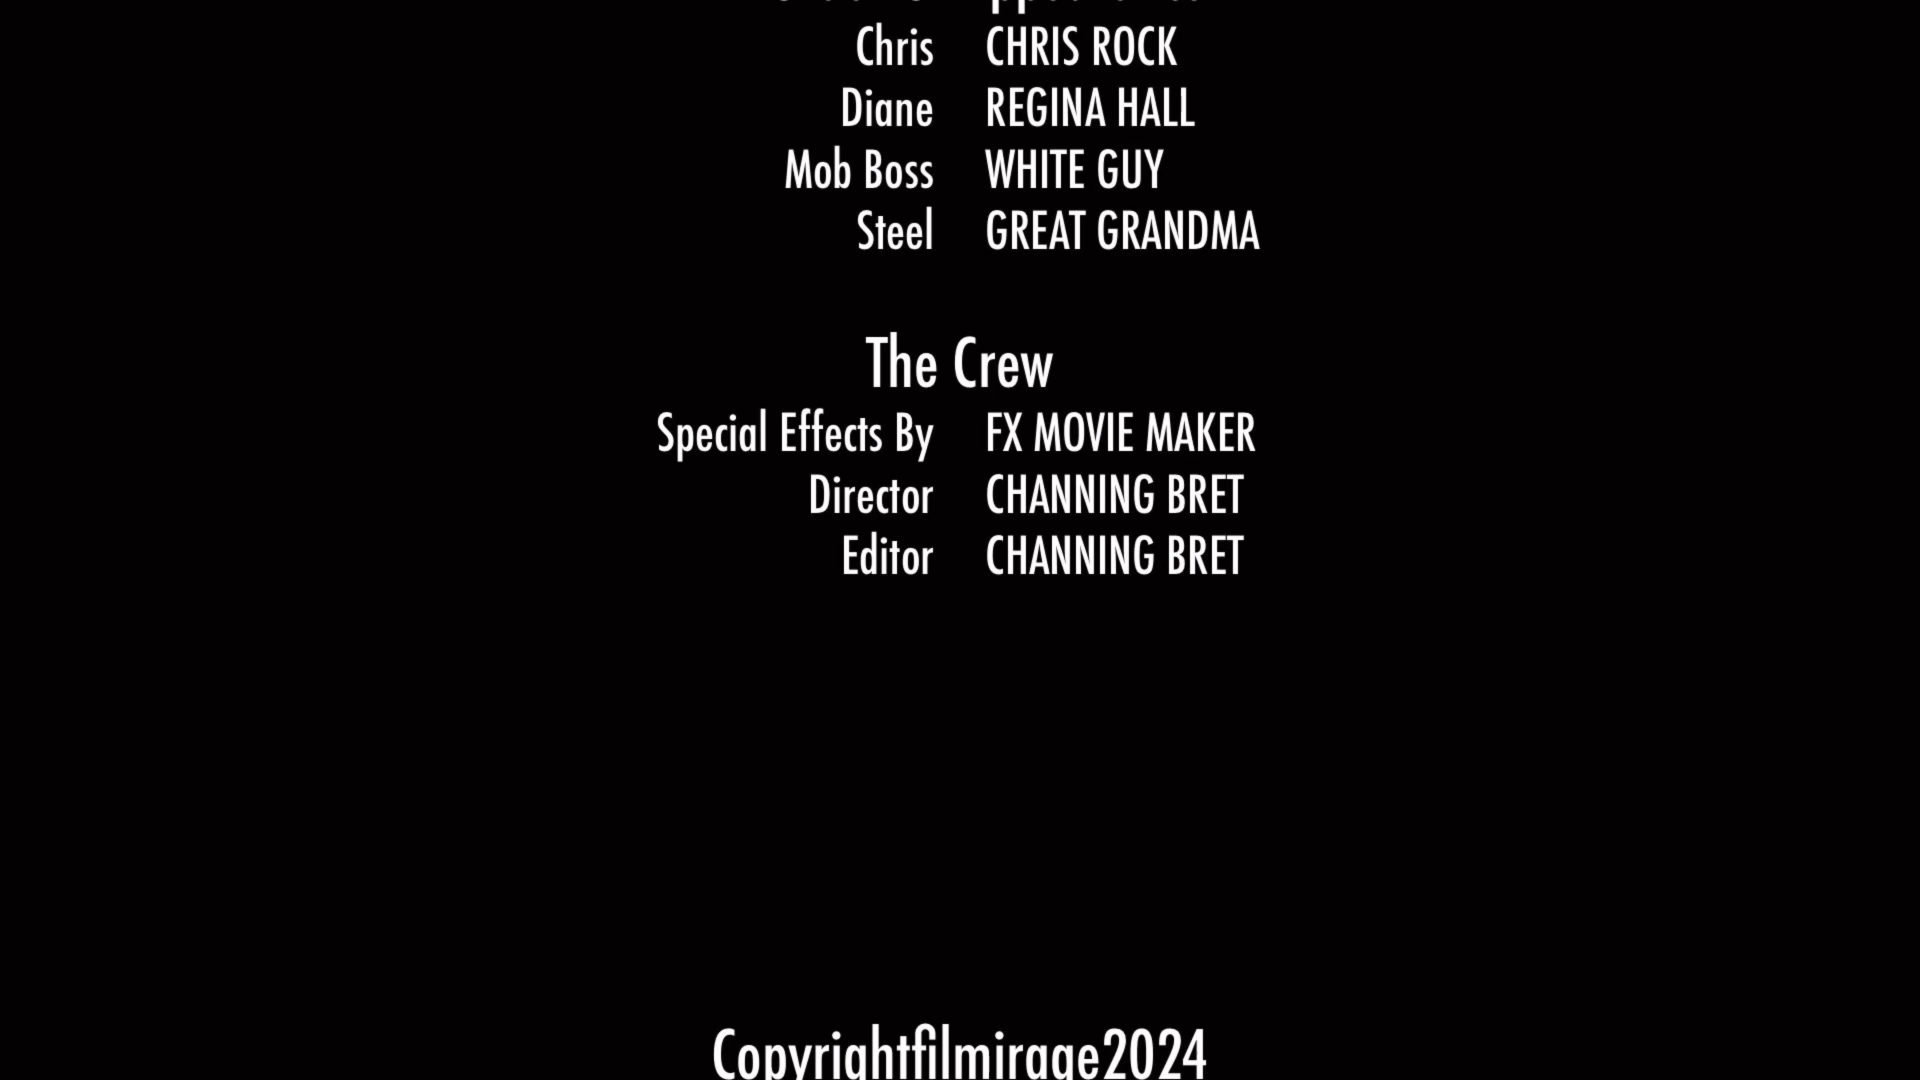 Chris CHRIS ROCK
Diane REGINA HALL
Mob Boss WHITE GUY
Steel GREAT GRANDMA
The Crew
Special Effects By FX MOVIE MAKER
Director CHANNING BRET
Editor CHANNING BRET
Copyrightfilmirage2024